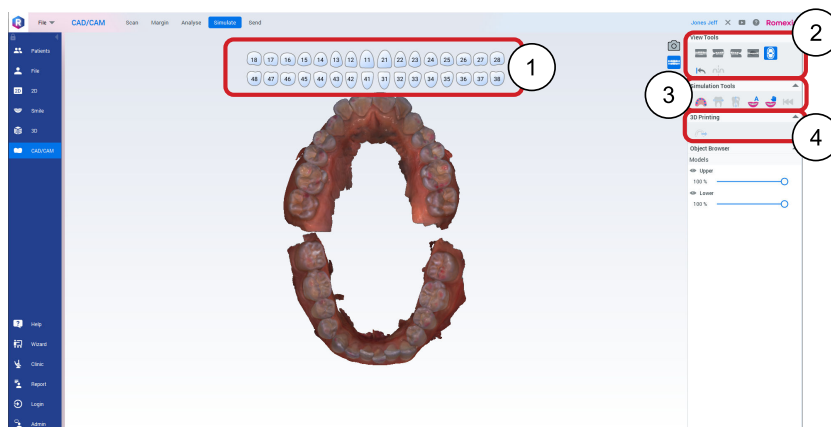 R File CAD/CAM Scan Margin Analyse Simulate Send Jones Jeff Romexis
Patients
File
2D 2D
Smile
3D
CAD/CAM
Help
Wizard
Clinic
Report
Login
Admin
18 17 16 15 14 13 12 11 21 22 23 24 25 26 27 28
48 47 46 45 44 43 42 41 31 32 33 34 35 36 37 38
1
View Tools
2
3
Simulation Tools
A
3D Printing
4
Object Browser
Models
Upper
100 %
Lower
100 %